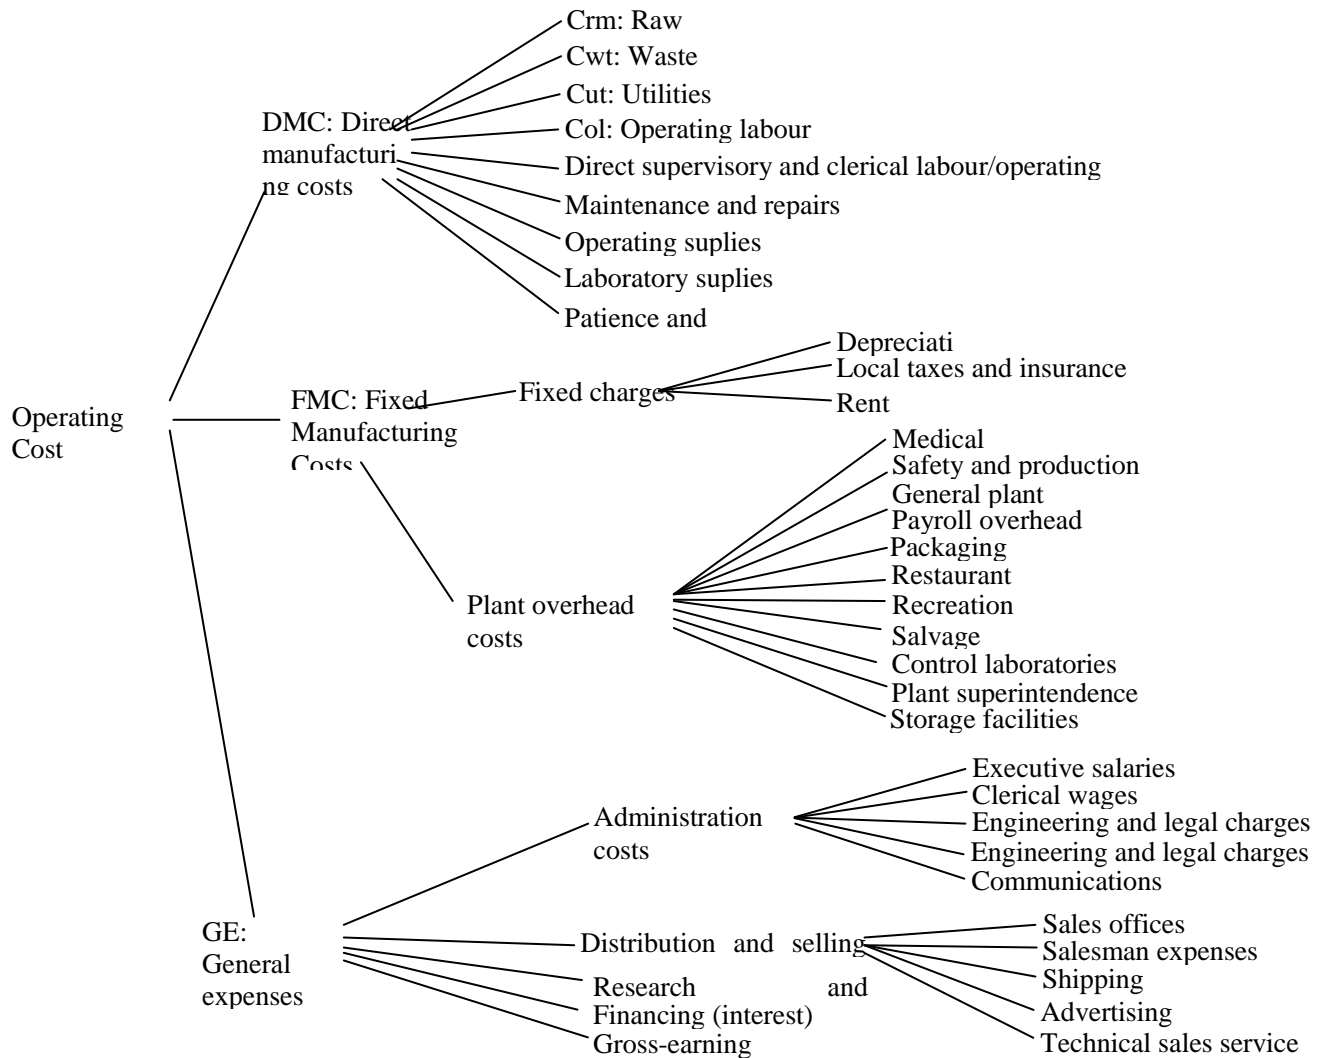 Crm: Raw
Cwt: Waste
Cut: Utilities
DMC: Direct
manufacturi
ng costs
Col: Operating labour
Direct supervisory and clerical labour/operating
Maintenance and repairs
Operating suplies
Laboratory suplies
Patience and
Operating
Cost
FMC: Fixed
Manufacturing
Costs
Fixed charges
Depreciati
Local taxes and insurance
Rent
Plant overhead
costs
Medical
Safety and production
General plant
Payroll overhead
Packaging
Restaurant
Recreation
Salvage
Control laboratories
Plant superintendence
Storage facilities
GE:
General
expenses
Administration
costs
Executive salaries
Clerical wages
Engineering and legal charges
Engineering and legal charges
Communications
Distribution and selling
Sales offices
Salesman expenses
Shipping
Advertising
Technical sales service
Research and
Financing (interest)
Gross-earning